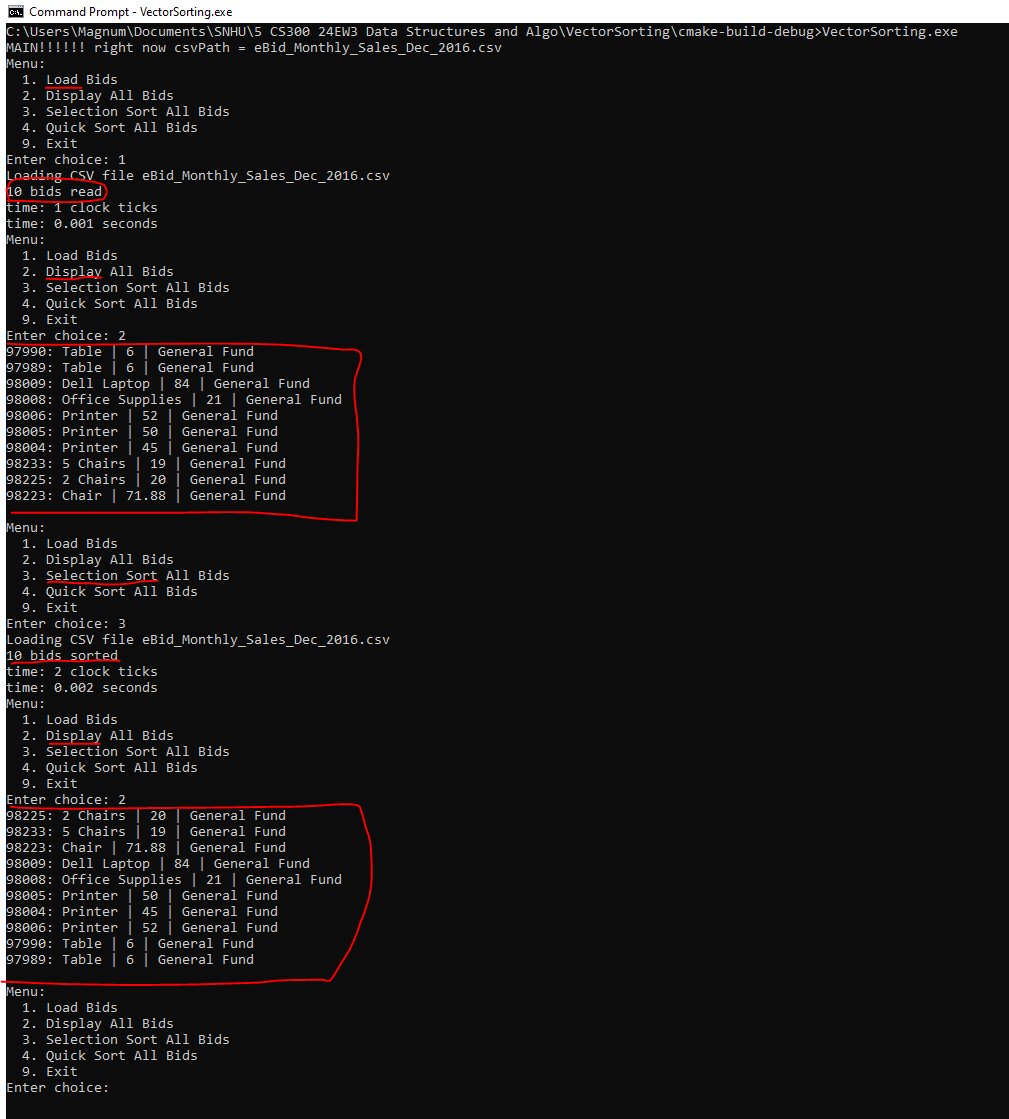 Command Prompt - VectorSorting.exe
C:\Users\Magnum\Documents\SNHU\5 CS300 24EW3 Data Structures and Algo\VectorSorting\cmake-build-debug>VectorSorting.exe
MAIN!!!!!! right now csvPath = eBid_Monthly_Sales_Dec_2016.csv
Menu:
  1. Load Bids
  2. Display All Bids
  3. Selection Sort All Bids
  4. Quick Sort All Bids
  9. Exit
Enter choice: 1
Loading CSV file eBid_Monthly_Sales_Dec_2016.csv
10 bids read
time: 1 clock ticks
time: 0.001 seconds
Menu:
  1. Load Bids
  2. Display All Bids
  3. Selection Sort All Bids
  4. Quick Sort All Bids
  9. Exit
Enter choice: 2
97990: Table | 6 | General Fund
97989: Table | 6 | General Fund
98009: Dell Laptop | 84 | General Fund
98008: Office Supplies | 21 | General Fund
98006: Printer | 52 | General Fund
98005: Printer | 50 | General Fund
98004: Printer | 45 | General Fund
98233: 5 Chairs | 19 | General Fund
98225: 2 Chairs | 20 | General Fund
98223: Chair | 71.88 | General Fund
Menu:
  1. Load Bids
  2. Display All Bids
  3. Selection Sort All Bids
  4. Quick Sort All Bids
  9. Exit
Enter choice: 3
Loading CSV file eBid_Monthly_Sales_Dec_2016.csv
10 bids sorted
time: 2 clock ticks
time: 0.002 seconds
Menu:
  1. Load Bids
  2. Display All Bids
  3. Selection Sort All Bids
  4. Quick Sort All Bids
  9. Exit
Enter choice: 2
98225: 2 Chairs | 20 | General Fund
98233: 5 Chairs | 19 | General Fund
98223: Chair | 71.88 | General Fund
98009: Dell Laptop | 84 | General Fund
98008: Office Supplies | 21 | General Fund
98005: Printer | 50 | General Fund
98004: Printer | 45 | General Fund
98006: Printer | 52 | General Fund
97990: Table | 6 | General Fund
97989: Table | 6 | General Fund
Menu:
  1. Load Bids
  2. Display All Bids
  3. Selection Sort All Bids
  4. Quick Sort All Bids
  9. Exit
Enter choice: